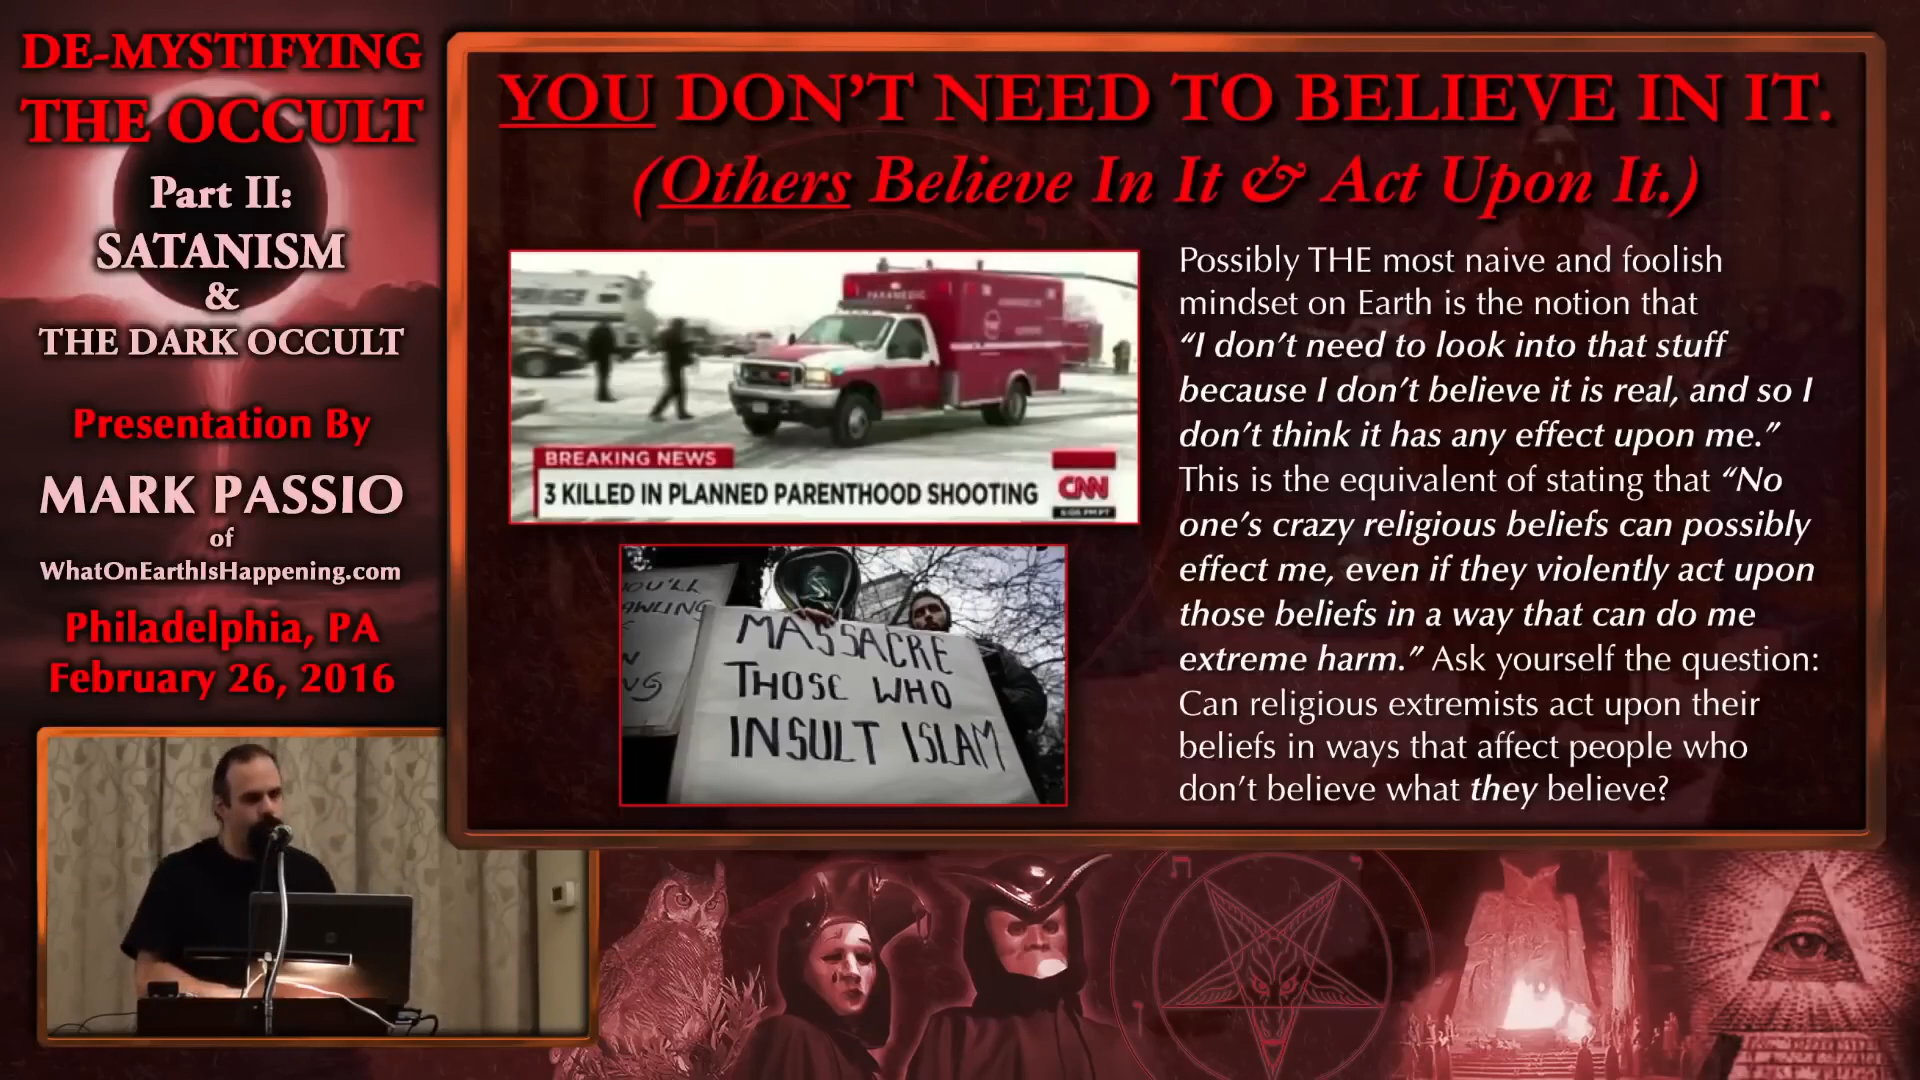 DE-MYSTIFYING
THE OCCULT
Part II:
SATANISM
&
THE DARK OCCULT
Presentation By
MARK PASSIO
of
WhatOnEarthIsHappening.com
Philadelphia, PA
February 26, 2016
YOU DON'T NEED TO BELIEVE IN IT.
(Others Believe In It & Act Upon It.)
PARAMEDIC
BREAKING NEWS
3 KILLED IN PLANNED PARENTHOOD SHOOTING
CNN
YOU'LL
MASSACRE
THOSE WHO
INSULT ISLAM
Possibly THE most naive and foolish
mindset on Earth is the notion that
“I don't need to look into that stuff
because I don't believe it is real, and so I
don't think it has any effect upon me.”
This is the equivalent of stating that “No
one's crazy religious beliefs can possibly
effect me, even if they violently act upon
those beliefs in a way that can do me
extreme harm.” Ask yourself the question:
Can religious extremists act upon their
beliefs in ways that affect people who
don't believe what they believe?